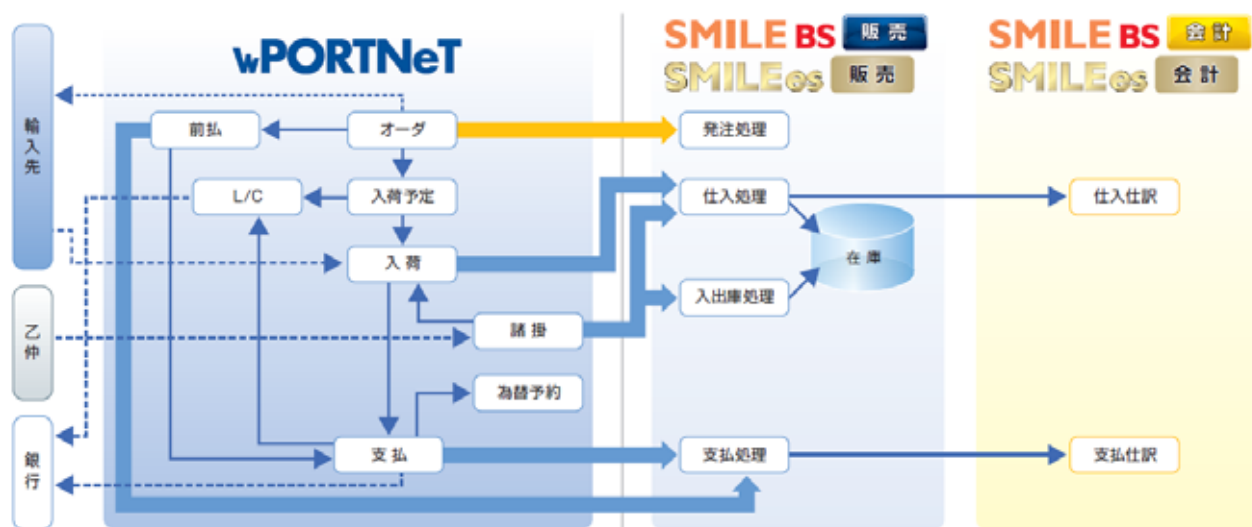 wPORTNeT
SMILE BS 販売
SMILE es 販売
SMILE BS 会計
SMILE es 会計
輸入先
乙仲
銀行
前払
オーダ
発注処理
L/C
入荷予定
仕入処理
仕入仕訳
入荷
在庫
入出庫処理
諸掛
為替予約
支払
支払処理
支払仕訳